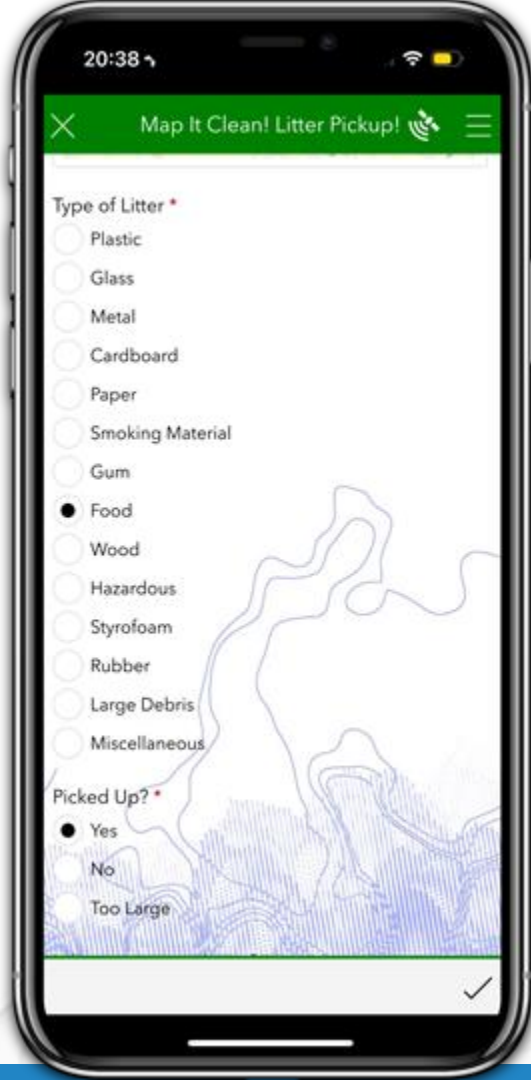 20:38
Map It Clean! Litter Pickup!
Type of Litter *
Plastic
Glass
Metal
Cardboard
Paper
Smoking Material
Gum
Food
Wood
Hazardous
Styrofoam
Rubber
Large Debris
Miscellaneous
Picked Up? *
Yes
No
Too Large